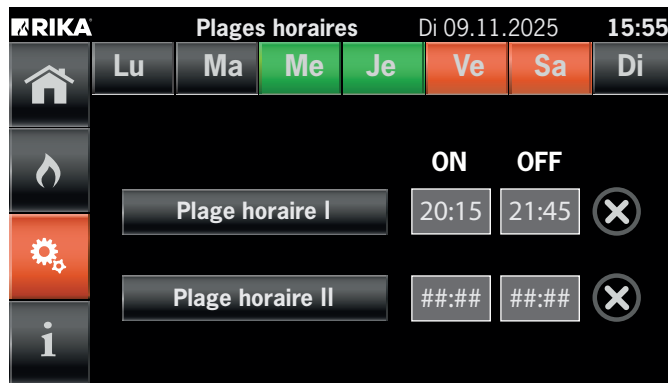 RIKA Plages horaires Di 09.11.2025 15:55
Lu Ma Me Je Ve Sa Di
ON OFF
Plage horaire I 20:15 21:45
Plage horaire II ##:## ##:##
i